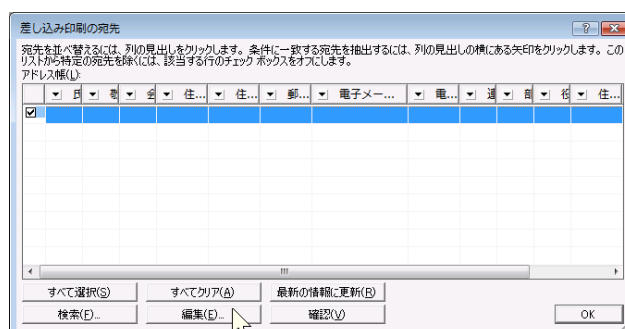 差し込み印刷の宛先
宛先を並べ替えるには、列の見出しをクリックします。条件に一致する宛先を抽出するには、列の見出しの横にある矢印をクリックします。この
リストから特定の宛先を除くには、該当する行のチェック ボックスをオフにします。
アドレス帳(L):
住... 住... 郵... 電子メー... 電... 住...
すべて選択(S) すべてクリア(A) 最新の情報に更新(R)
検索(F)... 編集(E)... 確認(V) OK